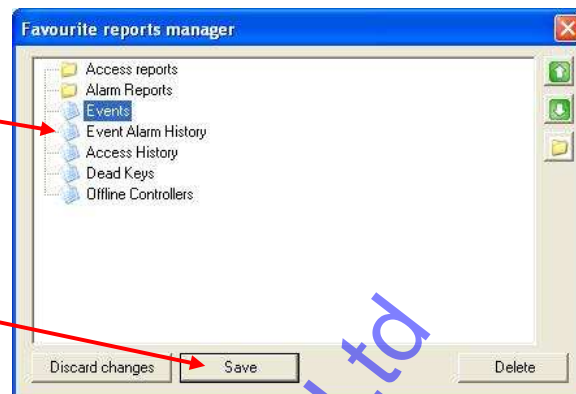 Favourite reports manager
Access reports
Alarm Reports
Events
Event Alarm History
Access History
Dead Keys
Offline Controllers
Discard changes
Save
Delete
Ltd